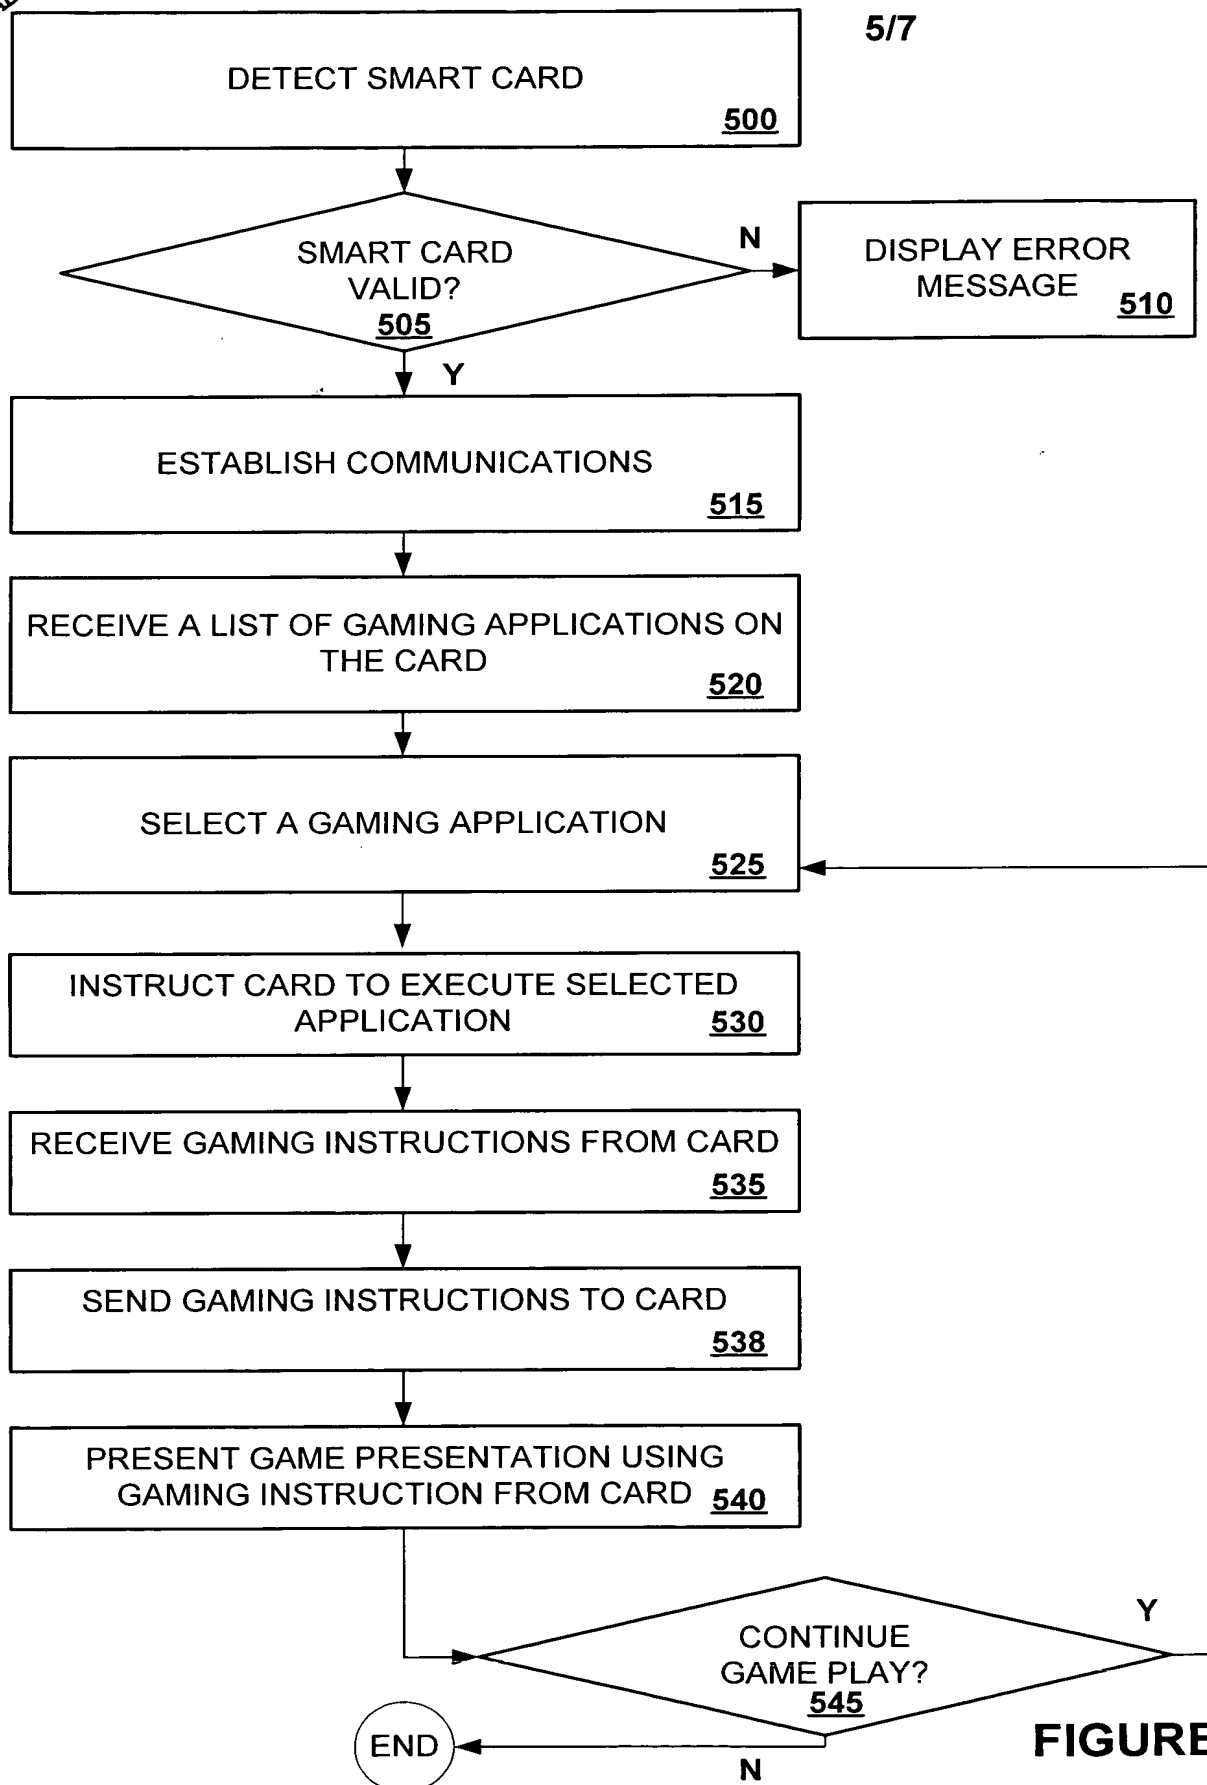 5/7
DETECT SMART CARD
500
SMART CARD
VALID?
505
N
DISPLAY ERROR
MESSAGE
510
Y
ESTABLISH COMMUNICATIONS
515
RECEIVE A LIST OF GAMING APPLICATIONS ON
THE CARD
520
SELECT A GAMING APPLICATION
525
INSTRUCT CARD TO EXECUTE SELECTED
APPLICATION
530
RECEIVE GAMING INSTRUCTIONS FROM CARD
535
SEND GAMING INSTRUCTIONS TO CARD
538
PRESENT GAME PRESENTATION USING
GAMING INSTRUCTION FROM CARD
540
CONTINUE
GAME PLAY?
545
Y
N
END
FIGURE